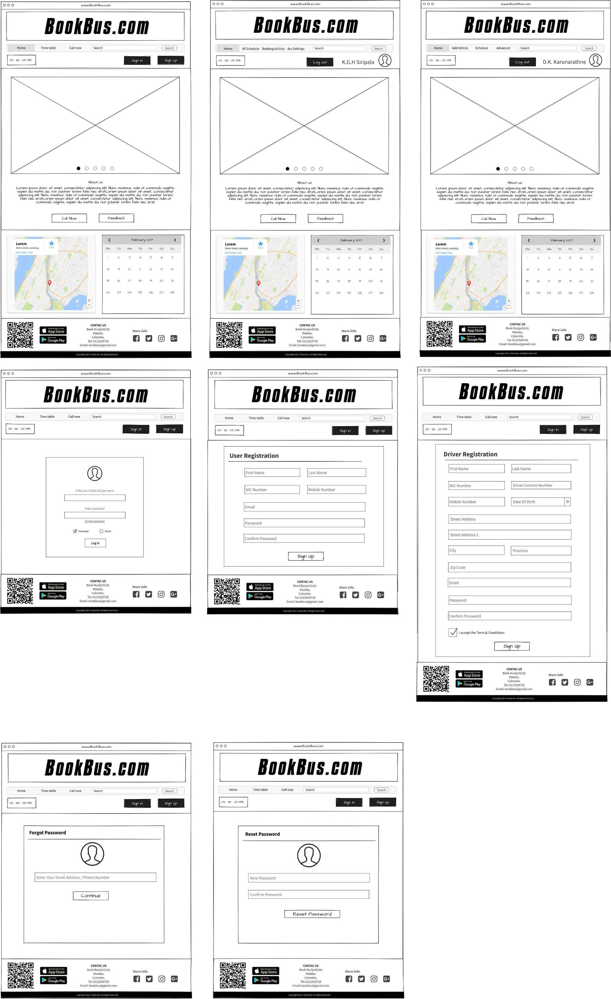 www.BookBus.com
BookBus.com
Home Time table Call now Search Search
09 : 38 : 05 PM Sign in Sign up
About us
Lorem ipsum dolor sit amet, consectetur adipiscing elit. Nunc maximus, nulla ut commodo sagittis,
sapien dui mattis dui, non pulvinar lorem felis nec eratLorem ipsum dolor sit amet, consectetur
adipiscing elit. Nunc maximus, nulla ut commodo sagittis, sapien dui mattis dui, non pulvinar lorem
felis nec eratLorem ipsum dolor sit amet, consectetur adipiscing elit. Nunc maximus, nulla ut
commodo sagittis, sapien dui mattis dui, non pulvinar lorem felis nec erat
Call Now Feedback
Lorem
Dolor simet, constecg
View larger map
Save
February 2017
Mo Tu We Th Fr Sa Su
1 2 3 4 5 6 7
8 9 10 11 12 13 14
15 16 17 18 19 20 21
22 23 24 25 26 27 28
Download on the
App Store
GET IT ON
Google Play
CONTAC US
Book Bus(pvt)Ltd,
Malabe,
Colombo.
Tel: 0112529729
Email: bookbus@gmail.com
More info
Copyright 2021 © Book Bus. All Rights Reserved.
www.BookBus.com
BookBus.com
Home All Schedule Booking Activity Acc Settings Search Search
09 : 38 : 05 PM Log out K.G.H Siripala
About us
Lorem ipsum dolor sit amet, consectetur adipiscing elit. Nunc maximus, nulla ut commodo sagittis,
sapien dui mattis dui, non pulvinar lorem felis nec eratLorem ipsum dolor sit amet, consectetur
adipiscing elit. Nunc maximus, nulla ut commodo sagittis, sapien dui mattis dui, non pulvinar lorem
felis nec eratLorem ipsum dolor sit amet, consectetur adipiscing elit. Nunc maximus, nulla ut
commodo sagittis, sapien dui mattis dui, non pulvinar lorem felis nec erat
Call Now Feedback
Lorem
Dolor simet, constecg
View larger map
Save
February 2017
Mo Tu We Th Fr Sa Su
1 2 3 4 5 6 7
8 9 10 11 12 13 14
15 16 17 18 19 20 21
22 23 24 25 26 27 28
Download on the
App Store
GET IT ON
Google Play
CONTAC US
Book Bus(pvt)Ltd,
Malabe,
Colombo.
Tel: 0112529729
Email: bookbus@gmail.com
More info
Copyright 2021 © Book Bus. All Rights Reserved.
www.BookBus.com
BookBus.com
Home Add Vehicle Schedule Advanced Search Search
09 : 38 : 05 PM Log out D.K. Karunarathne
About us
Lorem ipsum dolor sit amet, consectetur adipiscing elit. Nunc maximus, nulla ut commodo sagittis,
sapien dui mattis dui, non pulvinar lorem felis nec eratLorem ipsum dolor sit amet, consectetur
adipiscing elit. Nunc maximus, nulla ut commodo sagittis, sapien dui mattis dui, non pulvinar lorem
felis nec eratLorem ipsum dolor sit amet, consectetur adipiscing elit. Nunc maximus, nulla ut
commodo sagittis, sapien dui mattis dui, non pulvinar lorem felis nec erat
Call Now Feedback
Lorem
Dolor simet, constecg
View larger map
Save
February 2017
Mo Tu We Th Fr Sa Su
1 2 3 4 5 6 7
8 9 10 11 12 13 14
15 16 17 18 19 20 21
22 23 24 25 26 27 28
Download on the
App Store
GET IT ON
Google Play
CONTAC US
Book Bus(pvt)Ltd,
Malabe,
Colombo.
Tel: 0112529729
Email: bookbus@gmail.com
More info
Copyright 2021 © Book Bus. All Rights Reserved.
www.BookBus.com
BookBus.com
Home Time table Call now Search Search
09 : 38 : 05 PM Sign in Sign up
Enter your Email of User name
Enter password
Forget password
Passenger Driver
Log in
Download on the
App Store
GET IT ON
Google Play
CONTAC US
Book Bus(pvt)Ltd,
Malabe,
Colombo.
Tel: 0112529729
Email: bookbus@gmail.com
More info
Copyright 2021 © Book Bus. All Rights Reserved.
www.BookBus.com
BookBus.com
Home Time table Call now Search Search
09 : 38 : 05 PM Sign in Sign up
User Registration
First Name Last Name
NIC Number Mobile Number
Email
Password
Confirm Password
Sign Up
Download on the
App Store
GET IT ON
Google Play
CONTAC US
Book Bus(pvt)Ltd,
Malabe,
Colombo.
Tel: 0112529729
Email: bookbus@gmail.com
More info
Copyright 2021 © Book Bus. All Rights Reserved.
www.BookBus.com
BookBus.com
Home Time table Call now Search Search
09 : 38 : 05 PM Sign in Sign up
Driver Registration
First Name Last Name
NIC Number Driver License Number
Mobile Number Date Of Birth
Street Address
Street Address 2
City Province
Zip Code
Email
Password
Confirm Password
I accept the Terns & Conditions
Sign Up
Download on the
App Store
GET IT ON
Google Play
CONTAC US
Book Bus(pvt)Ltd,
Malabe,
Colombo.
Tel: 0112529729
Email: bookbus@gmail.com
More info
Copyright 2021 © Book Bus. All Rights Reserved.
www.BookBus.com
BookBus.com
Home Time table Call now Search Search
09 : 38 : 05 PM Sign in Sign up
Forgot Password
Enter Your Email Address / Phone Number
Continue
Download on the
App Store
GET IT ON
Google Play
CONTAC US
Book Bus(pvt)Ltd,
Malabe,
Colombo.
Tel: 0112529729
Email: bookbus@gmail.com
More info
Copyright 2021 © Book Bus. All Rights Reserved.
www.BookBus.com
BookBus.com
Home Time table Call now Search Search
09 : 38 : 05 PM Sign in Sign up
Reset Password
New Password
Confirm Password
Reset Password
Download on the
App Store
GET IT ON
Google Play
CONTAC US
Book Bus(pvt)Ltd,
Malabe,
Colombo.
Tel: 0112529729
Email: bookbus@gmail.com
More info
Copyright 2021 © Book Bus. All Rights Reserved.